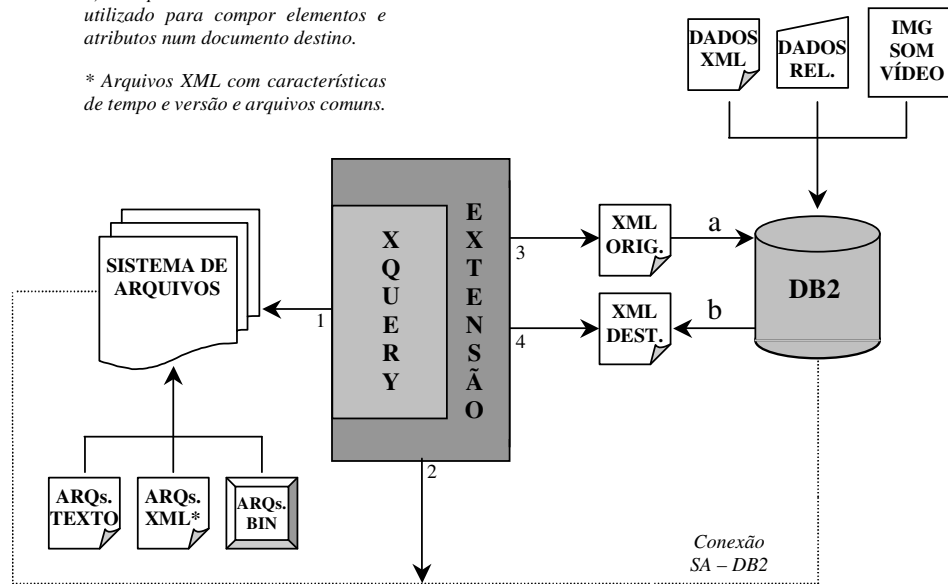 utilizado para compor elementos e
atributos num documento destino.
* Arquivos XML com características
de tempo e versão e arquivos comuns.
DADOS
XML
DADOS
REL.
IMG
SOM
VÍDEO
SISTEMA DE
ARQUIVOS
1
X
Q
U
E
R
Y
E
X
T
E
N
S
Ã
O
3
XML
ORIG.
a
4
XML
DEST.
b
DB2
2
ARQs.
TEXTO
ARQs.
XML*
ARQs.
BIN
Conexão
SA – DB2